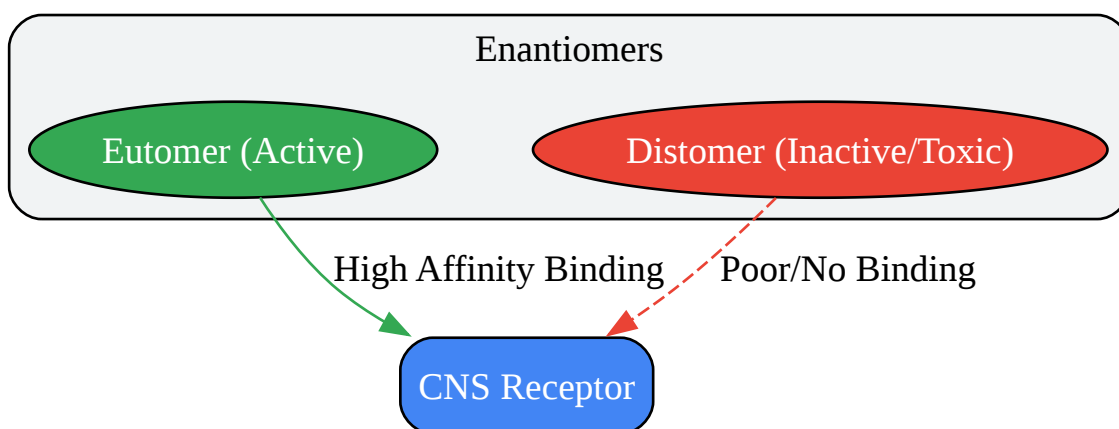 Enantiomers
Eutomer (Active)
Distomer (Inactive/Toxic)
High Affinity Binding
Poor/No Binding
CNS Receptor